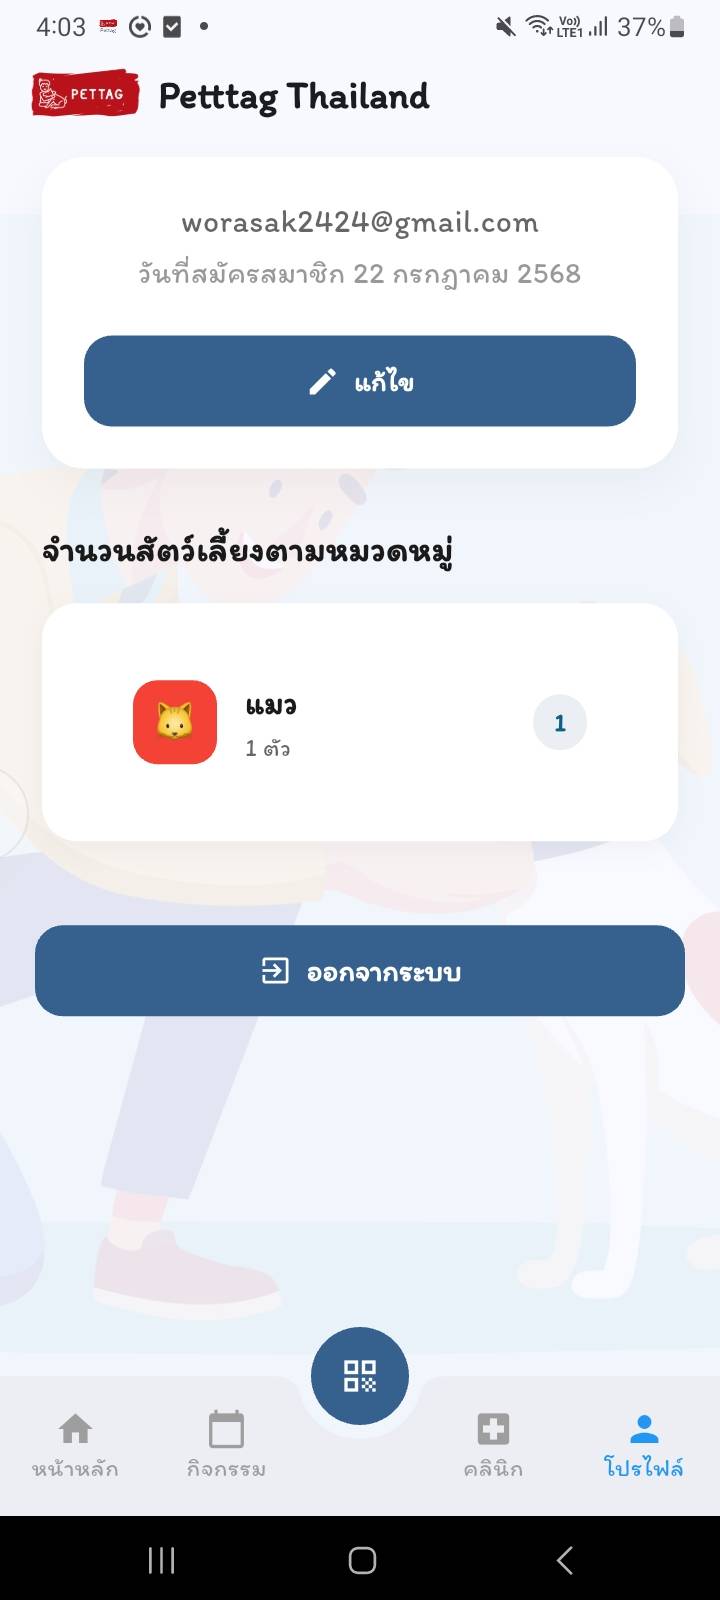 4:03
Vo))
LTE1
37%
PETTAG
Petttag Thailand
worasak2424@gmail.com
วันที่สมัครสมาชิก 22 กรกฎาคม 2568
แก้ไข
จำนวนสัตว์เลี้ยงตามหมวดหมู่
แมว
1 ตัว
1
ออกจากระบบ
หน้าหลัก
กิจกรรม
คลินิก
โปรไฟล์